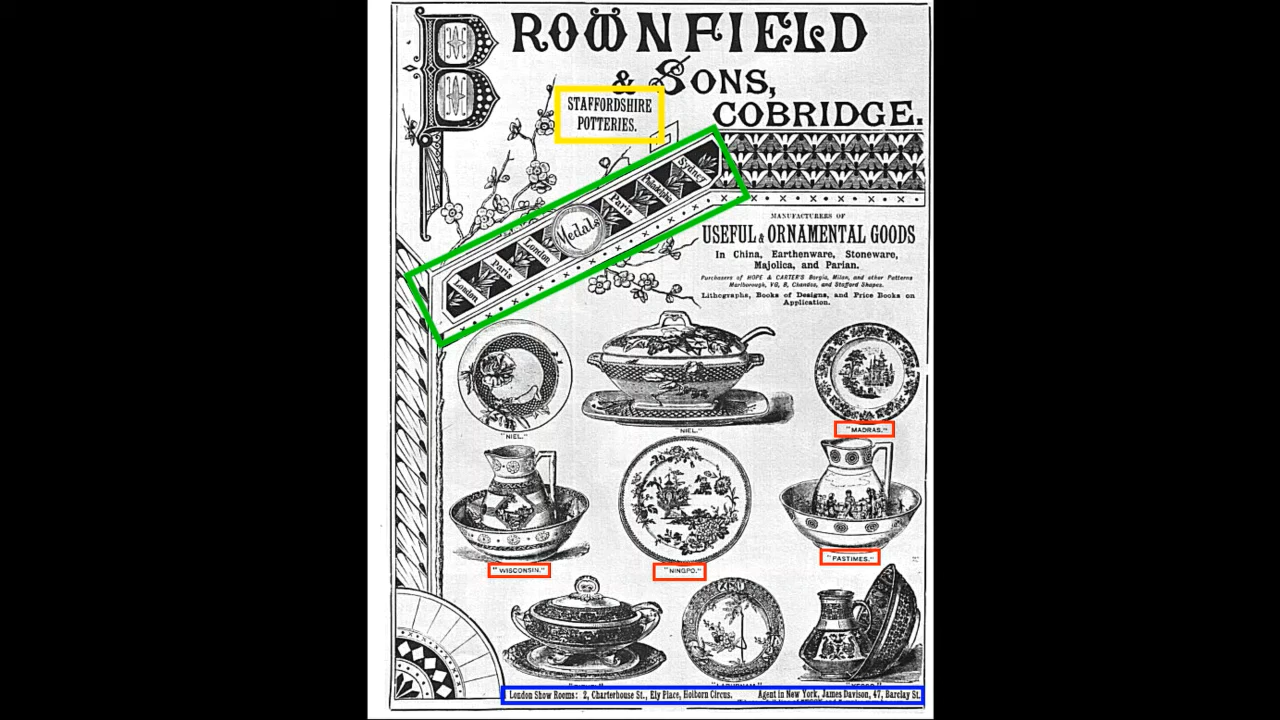 BROWNFIELD
& SONS,
COBRIDGE.
STAFFORDSHIRE
POTTERIES.
London Paris London Medals Paris Philadelphia Sydney
MANUFACTURERS OF
USEFUL & ORNAMENTAL GOODS
In China, Earthenware, Stoneware,
Majolica, and Parian.
Purchasers of HOPE & CARTER'S Borgia, Milan, and other Patterns
Marlborough, VG, B, Chandos, and Stafford Shapes.
Lithographs, Books of Designs, and Price Books on
Application.
"NIEL."
"NIEL."
"MADRAS."
"WISCONSIN."
"NINGPO."
"PASTIMES."
London Show Rooms: 2, Charterhouse St., Ely Place, Holborn Circus. Agent in New York, James Davison, 47, Barclay St.